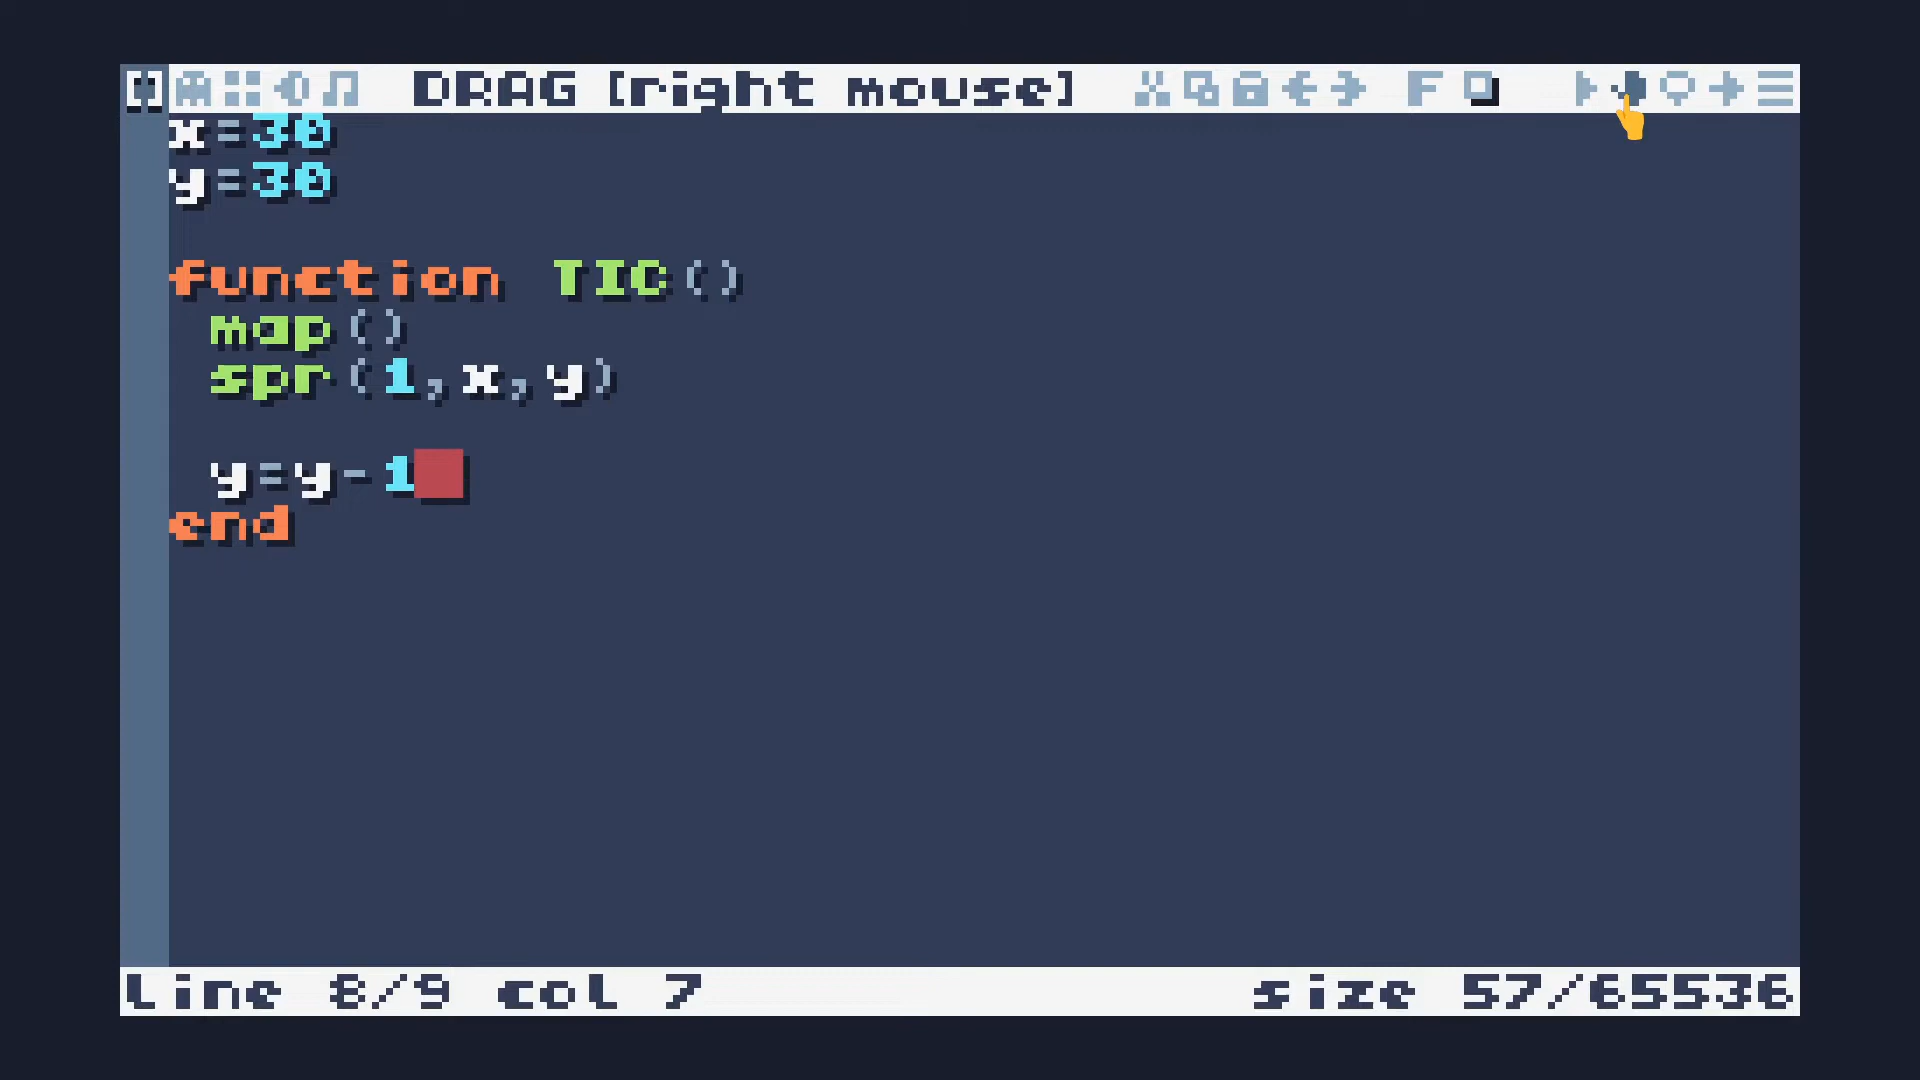 DRAG [right mouse]
F
x=30
y=30
function TIC()
map()
spr(1,x,y)
y=y-1
end
line 8/9 col 7
size 57/65536